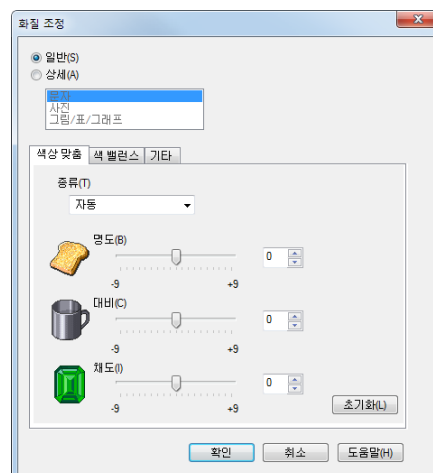 화질 조정
일반(S)
상세(A)
문자
사진
그림/표/그래프
색상 맞춤 색 밸런스 기타
종류(T)
자동
명도(B)
0
-9 +9
대비(C)
0
-9 +9
채도(I)
0
-9 +9
초기화(L)
확인 취소 도움말(H)